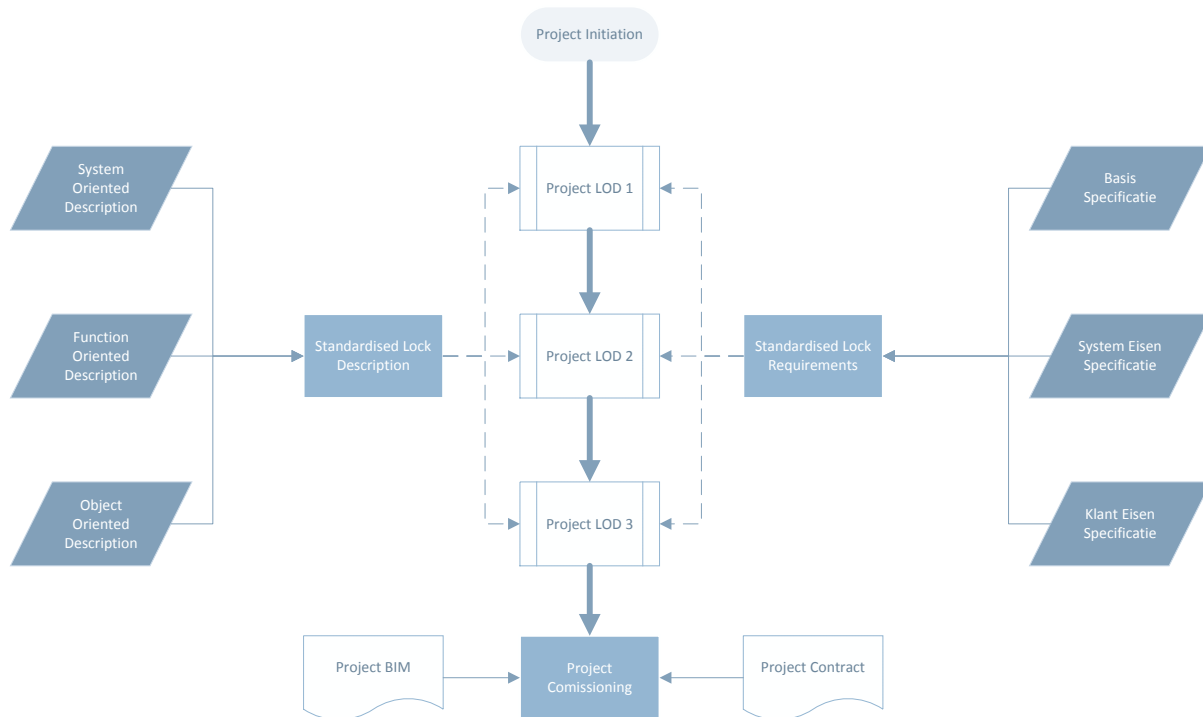 Project Initiation
System
Oriented
Description
Project LOD 1
Basis
Specificatie
Function
Oriented
Description
Standardised Lock
Description
Project LOD 2
Standardised Lock
Requirements
System Eisen
Specificatie
Object
Oriented
Description
Project LOD 3
Klant Eisen
Specificatie
Project BIM
Project
Comissioning
Project Contract